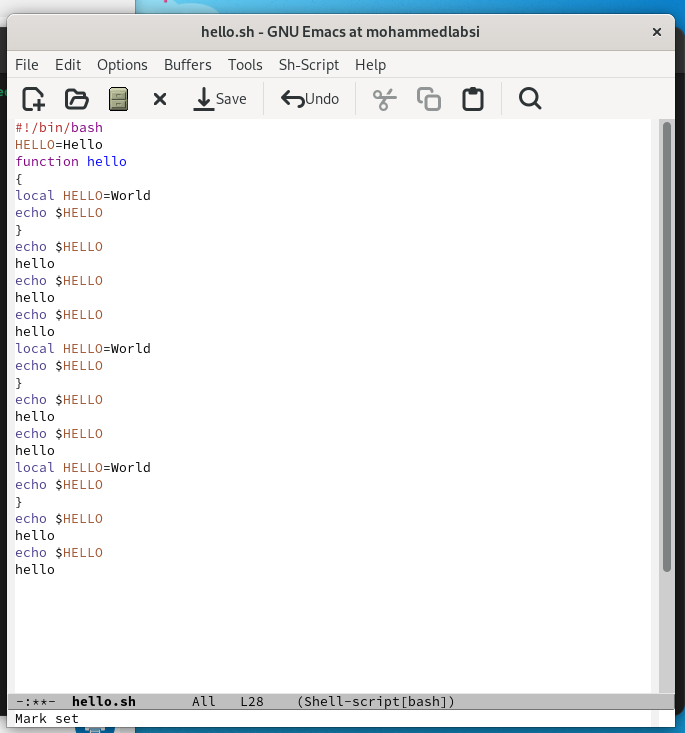 hello.sh - GNU Emacs at mohammedlabsi
File Edit Options Buffers Tools Sh-Script Help
Save Undo
#!/bin/bash
HELLO=Hello
function hello
{
local HELLO=World
echo $HELLO
}
echo $HELLO
hello
echo $HELLO
hello
echo $HELLO
hello
local HELLO=World
echo $HELLO
}
echo $HELLO
hello
echo $HELLO
hello
local HELLO=World
echo $HELLO
}
echo $HELLO
hello
echo $HELLO
hello
-:**- hello.sh All L28 (Shell-script[bash])
Mark set